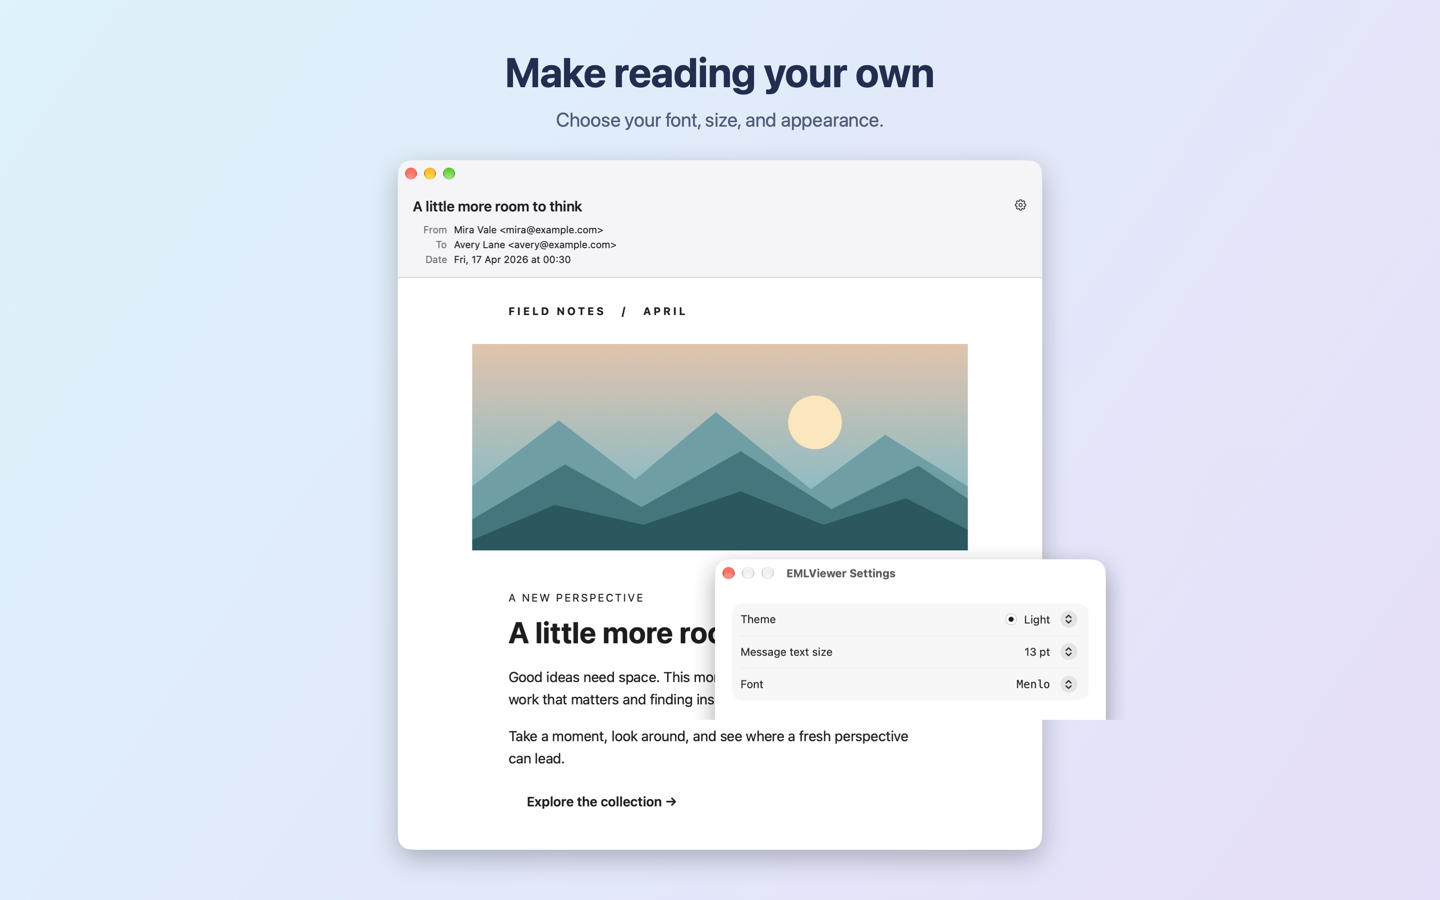 Make reading your own
Choose your font, size, and appearance.
A little more room to think
From Mira Vale <mira@example.com>
To Avery Lane <avery@example.com>
Date Fri, 17 Apr 2026 at 00:30
FIELD NOTES / APRIL
A NEW PERSPECTIVE
A little more
Good ideas need space. This
work that matters and finding
Take a moment, look around, and see where a fresh perspective
can lead.
Explore the collection →
EMLViewer Settings
Theme Light
Message text size 13 pt
Font Menlo